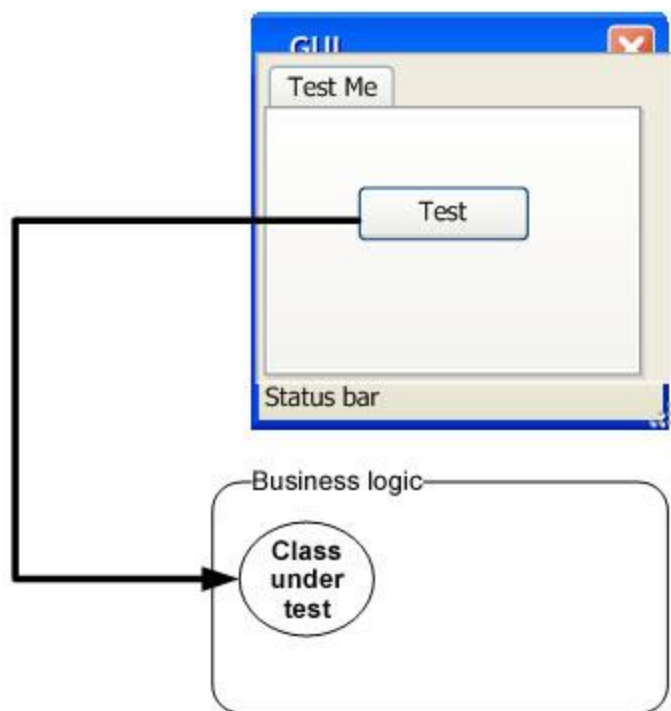 GUI
Test Me
Test
Status bar
Business logic
Class
under
test